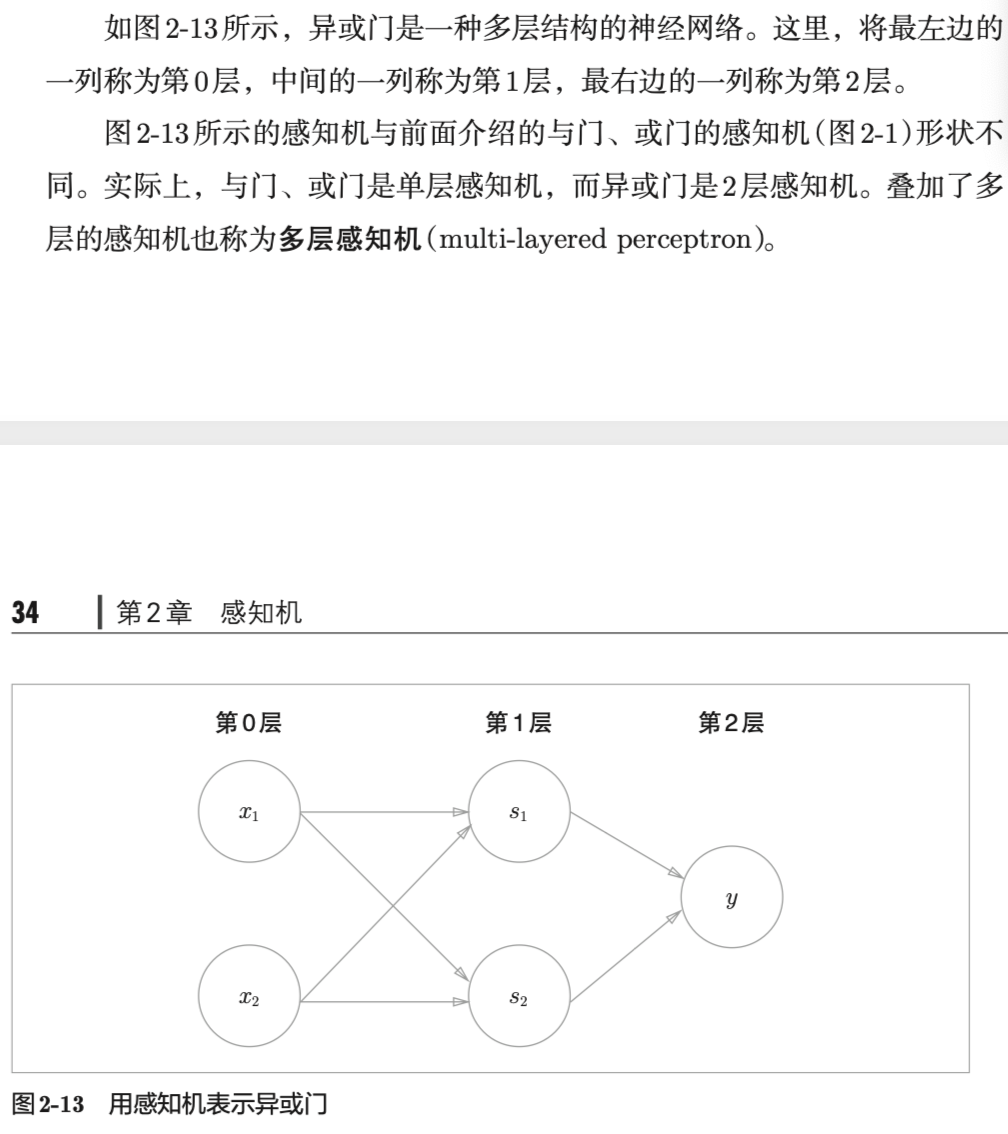 如图2-13所示，异或门是一种多层结构的神经网络。这里，将最左边的
一列称为第0层，中间的一列称为第1层，最右边的一列称为第2层。
图2-13所示的感知机与前面介绍的与门、或门的感知机（图2-1）形状不
同。实际上，与门、或门是单层感知机，而异或门是2层感知机。叠加了多
层的感知机也称为多层感知机（multi-layered perceptron）。
34 第2章 感知机
第0层 第1层 第2层
x₁ s₁
y
x₂ s₂
图2-13 用感知机表示异或门